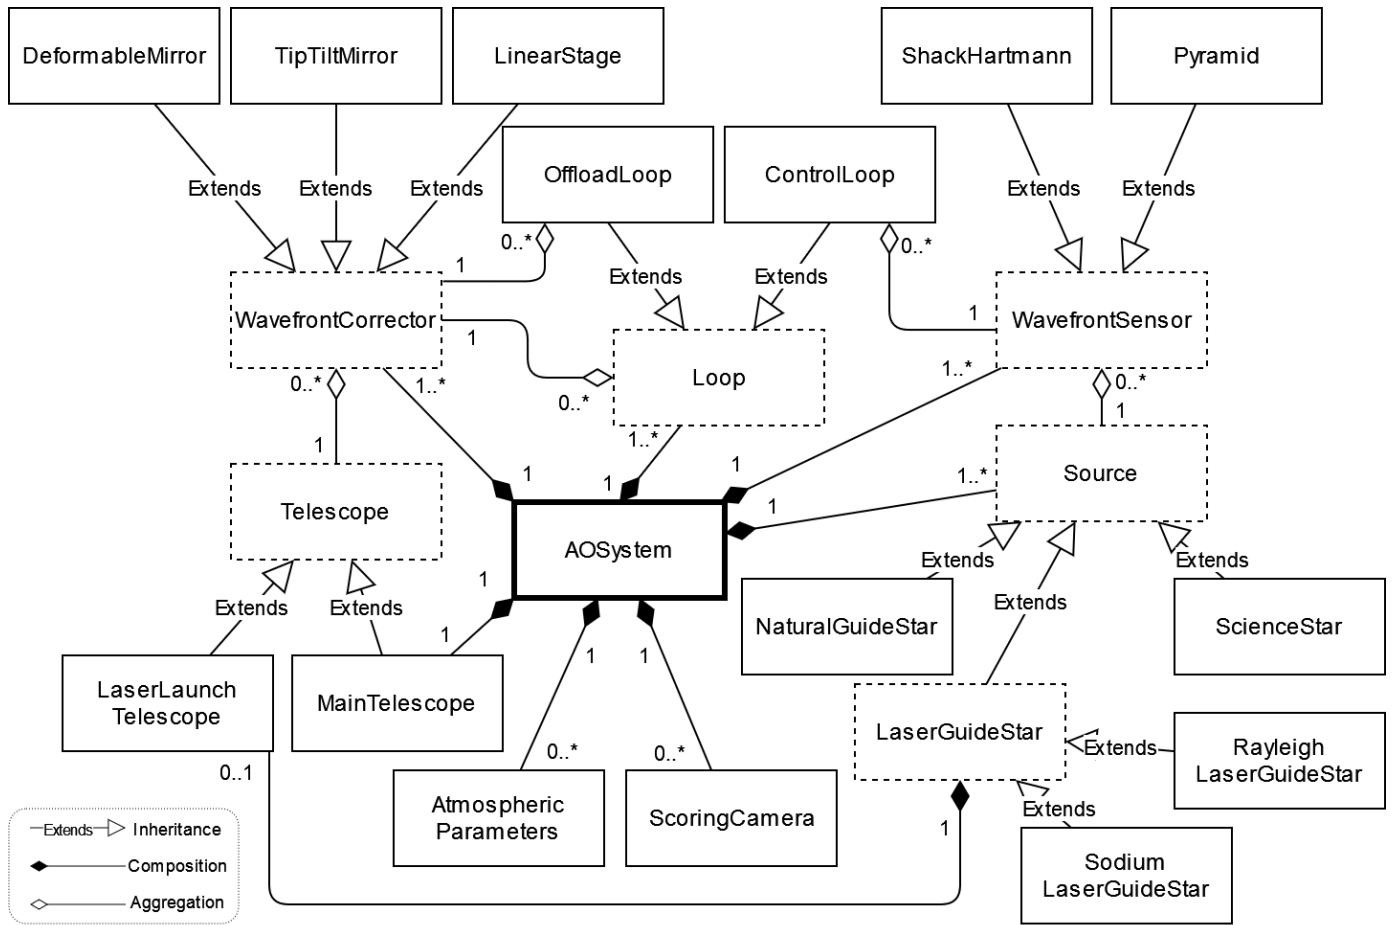 DeformableMirror
TipTiltMirror
LinearStage
ShackHartmann
Pyramid
OffloadLoop
ControlLoop
Extends
Extends
Extends
Extends
Extends
0..*
0..*
1
Extends
Extends
WavefrontCorrector
1
1
WavefrontSensor
Loop
0..*
1..*
0..*
1..*
0..*
1
1
1..*
1
1
1
1..*
Source
1
Telescope
AOSystem
Extends
Extends
1
Extends
Extends
Extends
1
NaturalGuideStar
ScienceStar
1
1
LaserLaunch
Telescope
MainTelescope
LaserGuideStar
0..1
0..*
0..*
Extends
Rayleigh
LaserGuideStar
Atmospheric
Parameters
ScoringCamera
Extends
1
Extends
Inheritance
Composition
Aggregation
Sodium
LaserGuideStar